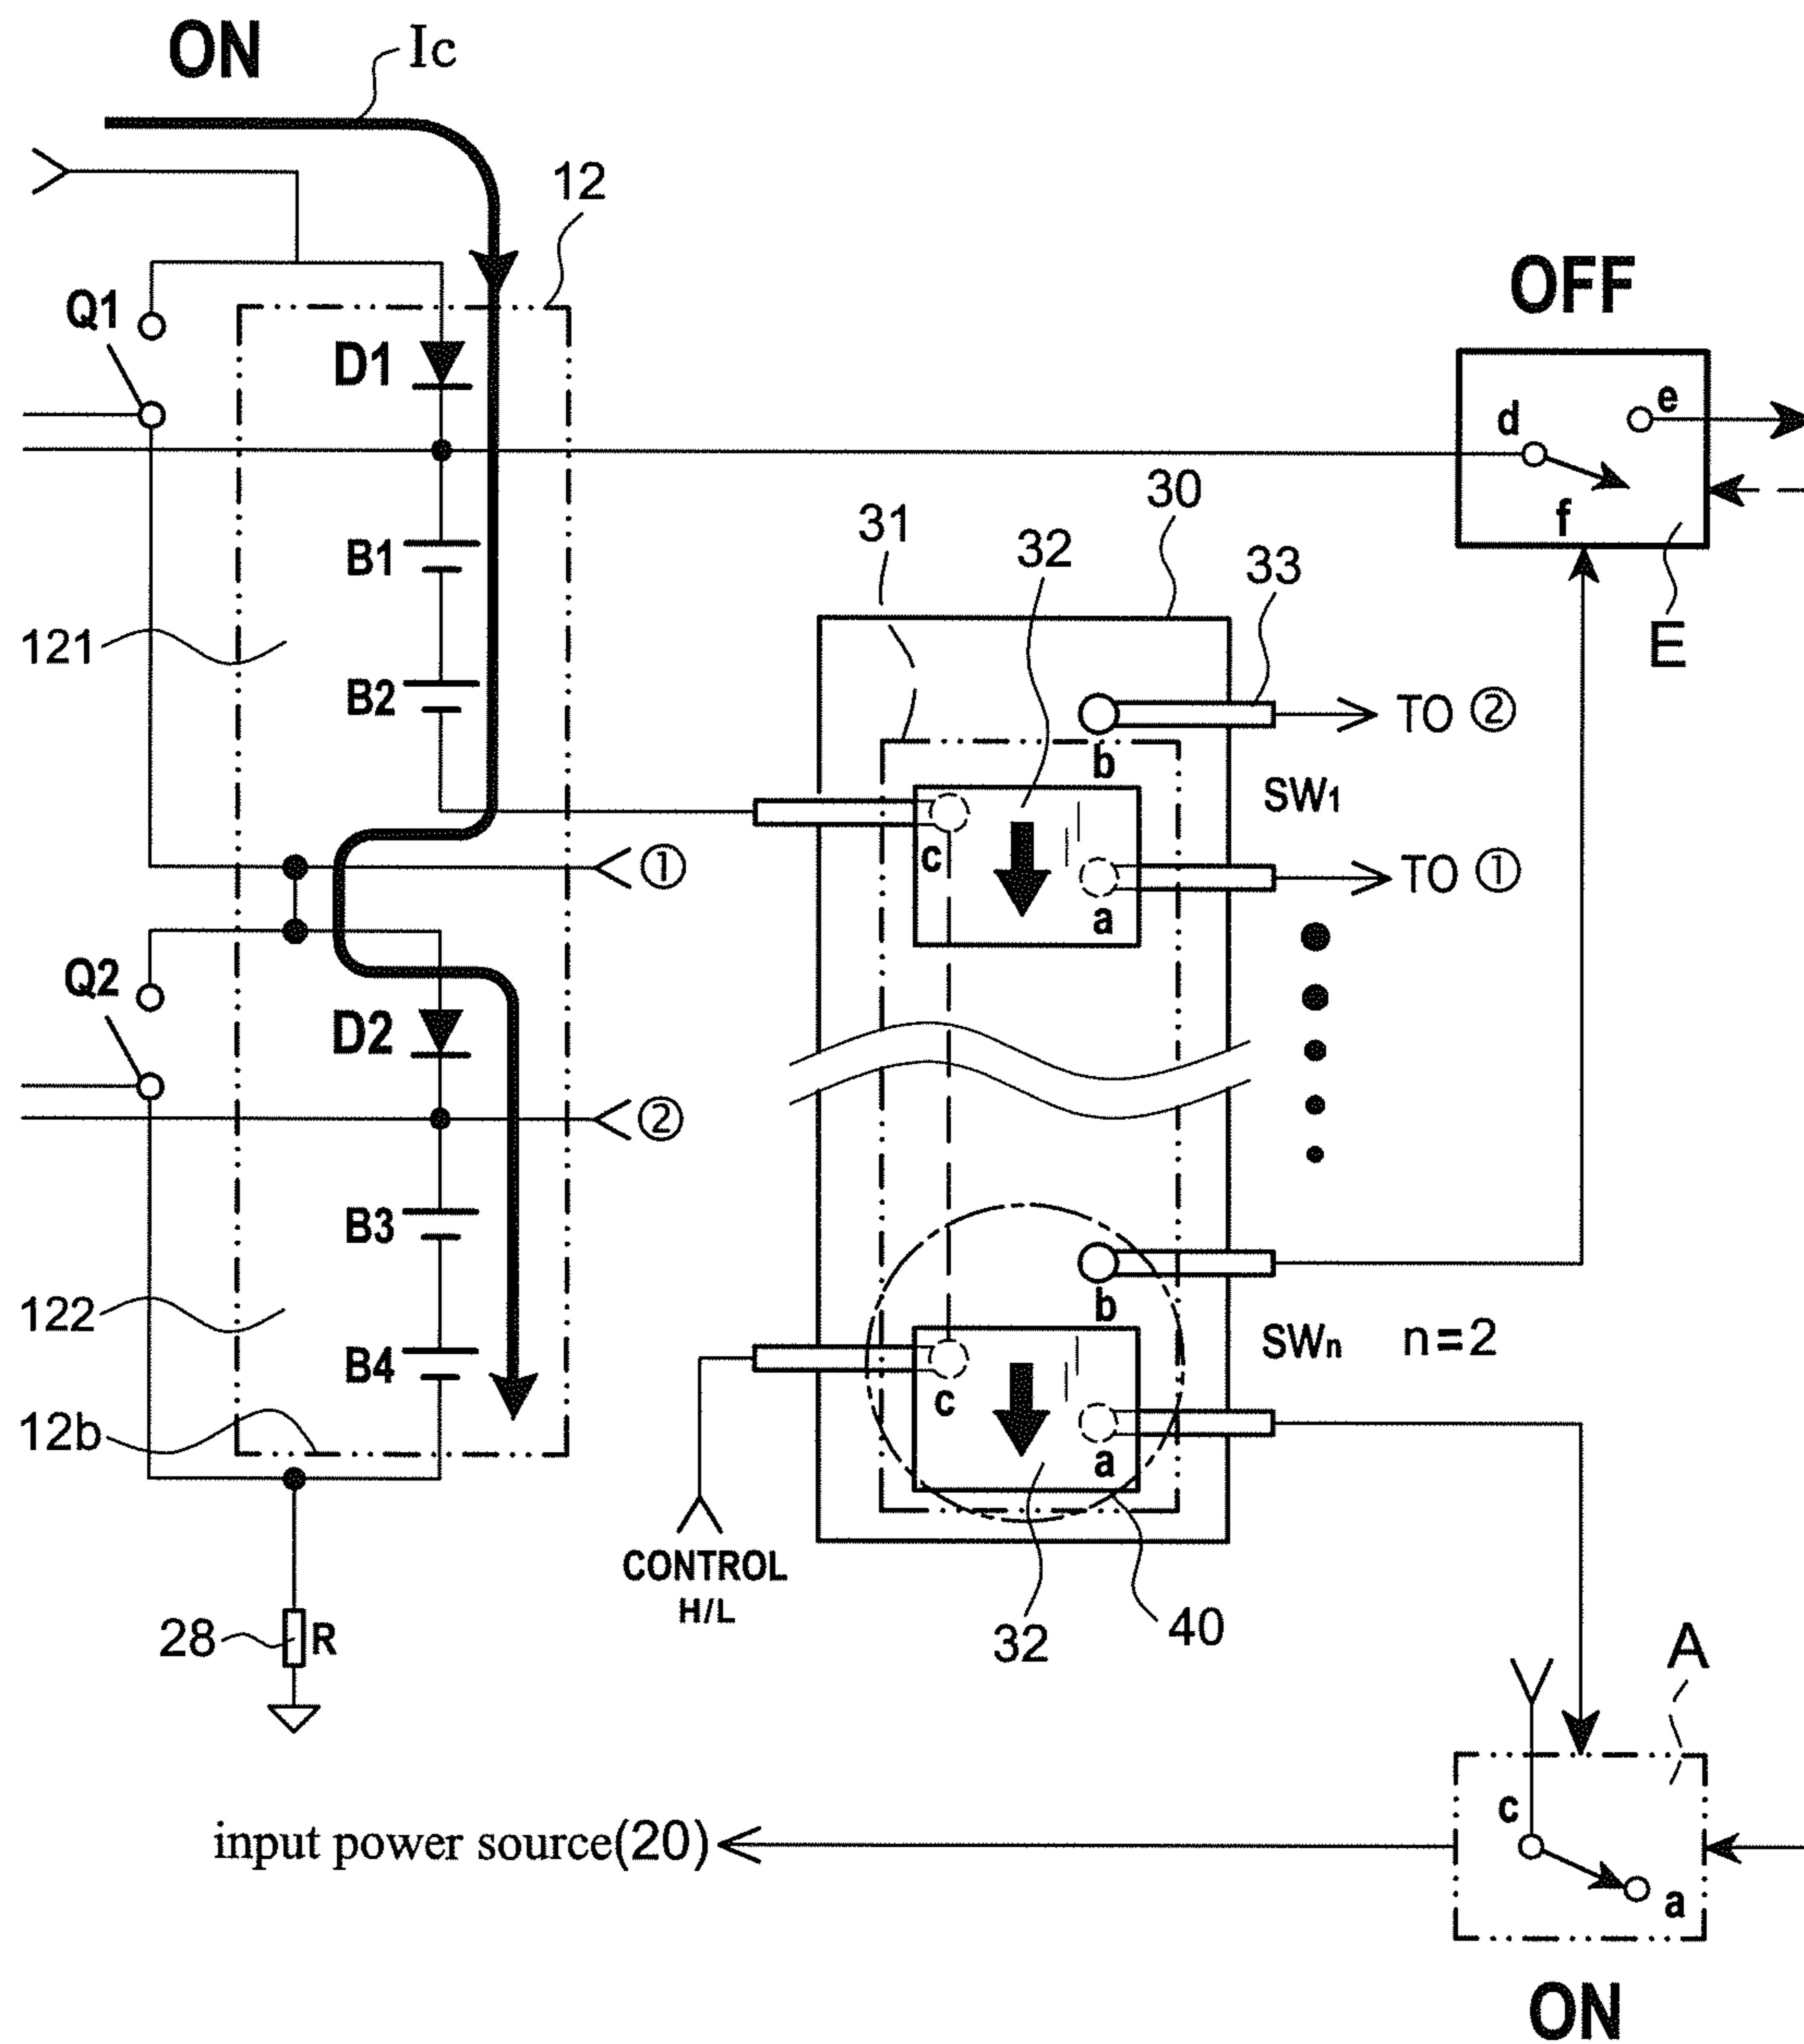 ON
Ic
12
Q1
D1
OFF
d
e
f
E
30
31
32
33
B1
121
B2
b
TO ②
SW1
c
a
TO ①
①
Q2
D2
②
B3
122
B4
12b
b
SWn n=2
c
a
CONTROL
H/L
32
40
28
R
A
c
a
input power source(20)
ON